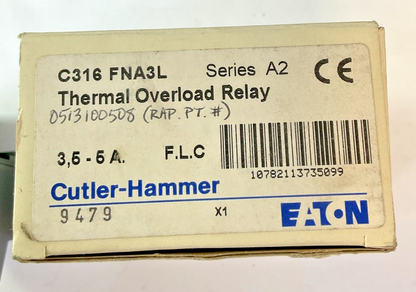 C316 FNA3L Series A2 CE
Thermal Overload Relay
0513100508 (RAP. PT. #)
3,5 - 5 A. F.L.C
10782113735099
Cutler-Hammer
9479 X1 EATON